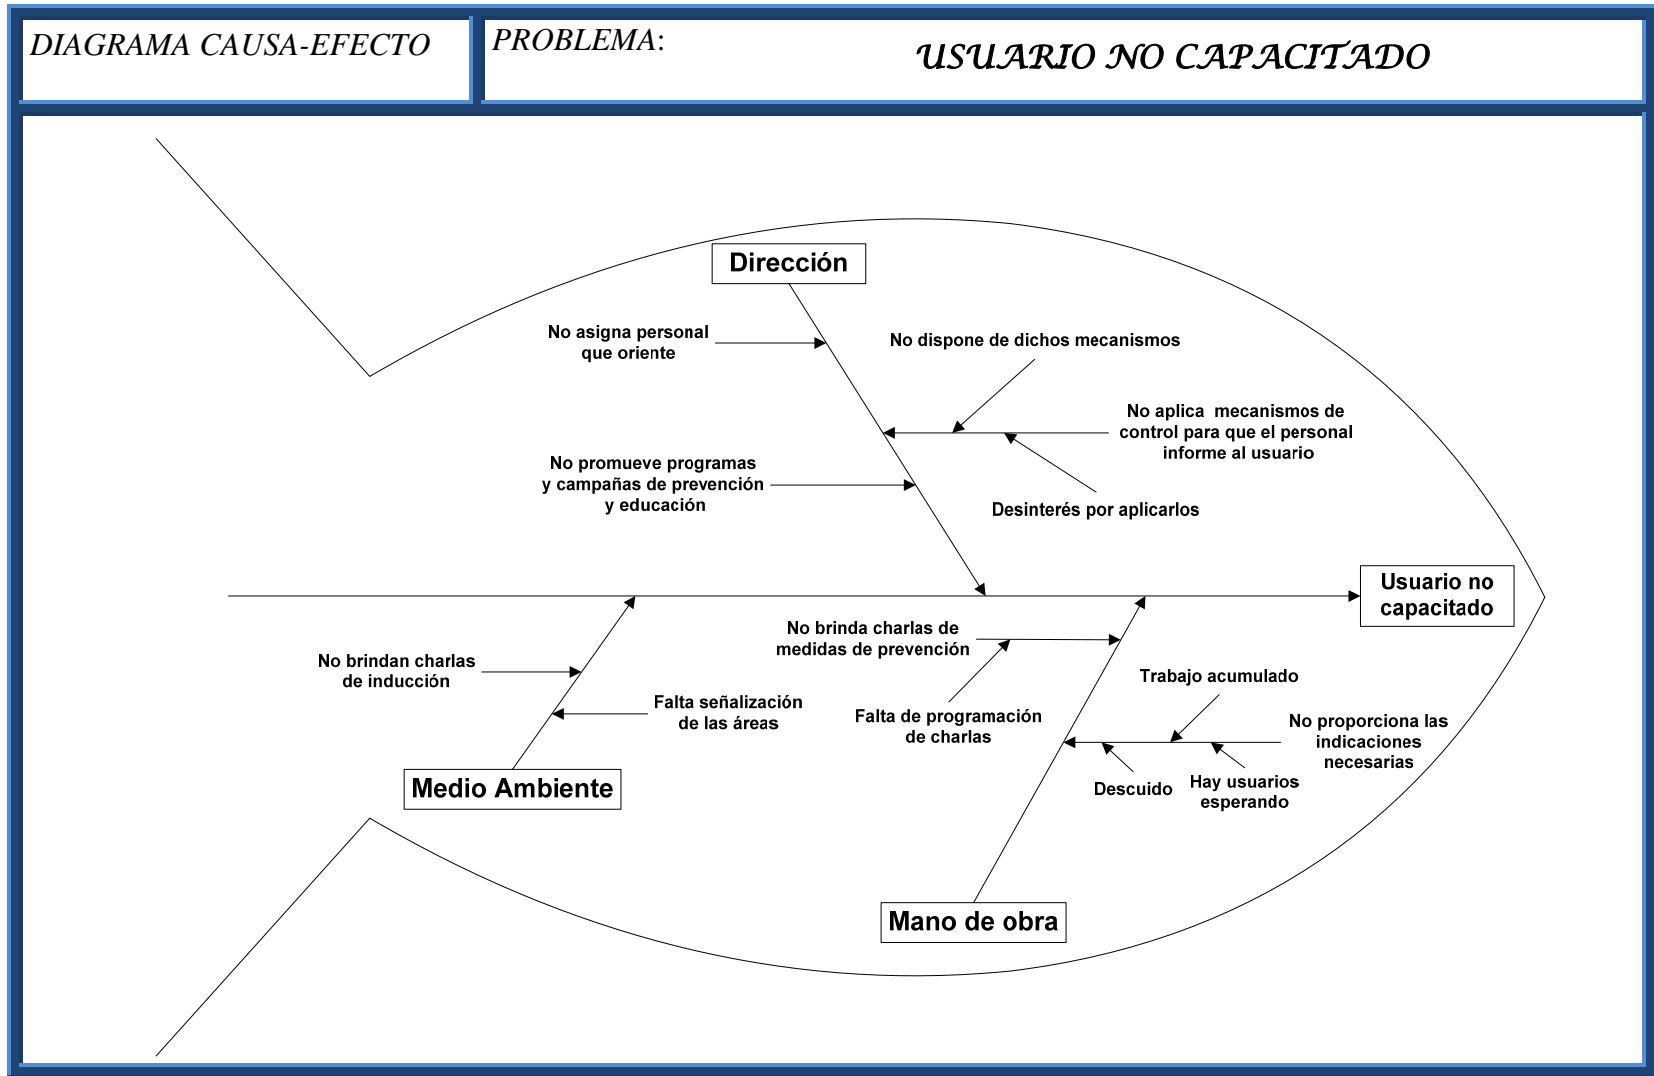 DIAGRAMA CAUSA-EFECTO
PROBLEMA:
USUARIO NO CAPACITADO
Dirección
No asigna personal
que oriente
No dispone de dichos mecanismos
No aplica mecanismos de
control para que el personal
informe al usuario
No promueve programas
y campañas de prevención
y educación
Desinterés por aplicarlos
Usuario no
capacitado
No brinda charlas de
medidas de prevención
No brindan charlas
de inducción
Trabajo acumulado
Falta señalización
de las áreas
Falta de programación
de charlas
No proporciona las
indicaciones
necesarias
Medio Ambiente
Descuido
Hay usuarios
esperando
Mano de obra